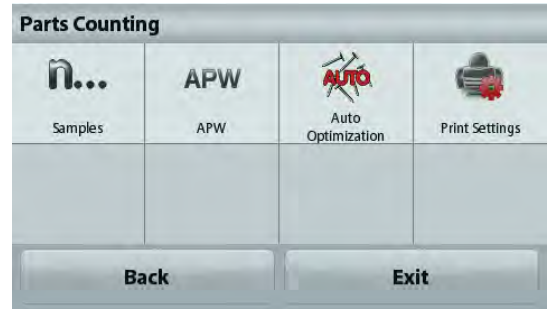 Parts Counting
n... APW AUTO
Samples APW Auto Optimization Print Settings
Back Exit